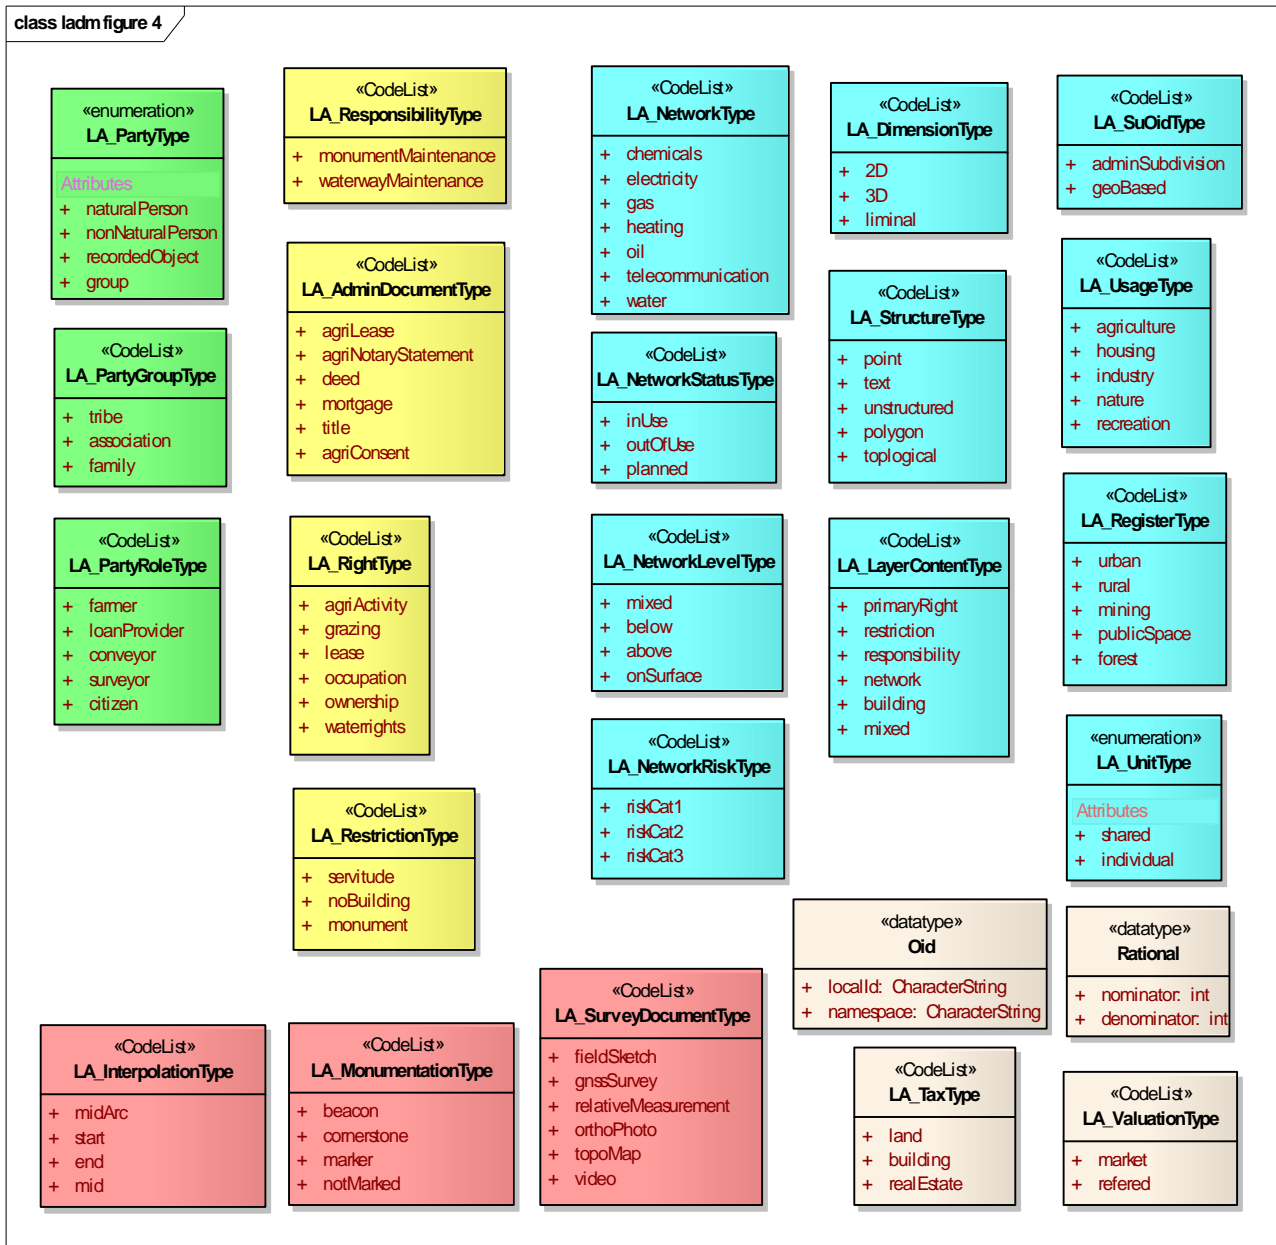 class ladm figure 4
«enumeration»
LA_PartyType
Attributes
+ naturalPerson
+ nonNaturalPerson
+ recordedObject
+ group
«CodeList»
LA_PartyGroupType
+ tribe
+ association
+ family
«CodeList»
LA_PartyRoleType
+ farmer
+ loanProvider
+ conveyor
+ surveyor
+ citizen
«CodeList»
LA_ResponsibilityType
+ monumentMaintenance
+ waterwayMaintenance
«CodeList»
LA_AdminDocumentType
+ agriLease
+ agriNotaryStatement
+ deed
+ mortgage
+ title
+ agriConsent
«CodeList»
LA_RightType
+ agriActivity
+ grazing
+ lease
+ occupation
+ ownership
+ waterrights
«CodeList»
LA_RestrictionType
+ servitude
+ noBuilding
+ monument
«CodeList»
LA_NetworkType
+ chemicals
+ electricity
+ gas
+ heating
+ oil
+ telecommunication
+ water
«CodeList»
LA_NetworkStatusType
+ inUse
+ outOfUse
+ planned
«CodeList»
LA_NetworkLevelType
+ mixed
+ below
+ above
+ onSurface
«CodeList»
LA_NetworkRiskType
+ riskCat1
+ riskCat2
+ riskCat3
«CodeList»
LA_DimensionType
+ 2D
+ 3D
+ liminal
«CodeList»
LA_StructureType
+ point
+ text
+ unstructured
+ polygon
+ toplogical
«CodeList»
LA_LayerContentType
+ primaryRight
+ restriction
+ responsibility
+ network
+ building
+ mixed
«CodeList»
LA_SuOidType
+ adminSubdivision
+ geoBased
«CodeList»
LA_UsageType
+ agriculture
+ housing
+ industry
+ nature
+ recreation
«CodeList»
LA_RegisterType
+ urban
+ rural
+ mining
+ publicSpace
+ forest
«enumeration»
LA_UnitType
Attributes
+ shared
+ individual
«datatype»
Oid
+ localId: CharacterString
+ namespace: CharacterString
«datatype»
Rational
+ nominator: int
+ denominator: int
«CodeList»
LA_InterpolationType
+ midArc
+ start
+ end
+ mid
«CodeList»
LA_MonumentationType
+ beacon
+ cornerstone
+ marker
+ notMarked
«CodeList»
LA_SurveyDocumentType
+ fieldSketch
+ gnssSurvey
+ relativeMeasurement
+ orthoPhoto
+ topoMap
+ video
«CodeList»
LA_TaxType
+ land
+ building
+ realEstate
«CodeList»
LA_ValuationType
+ market
+ refered